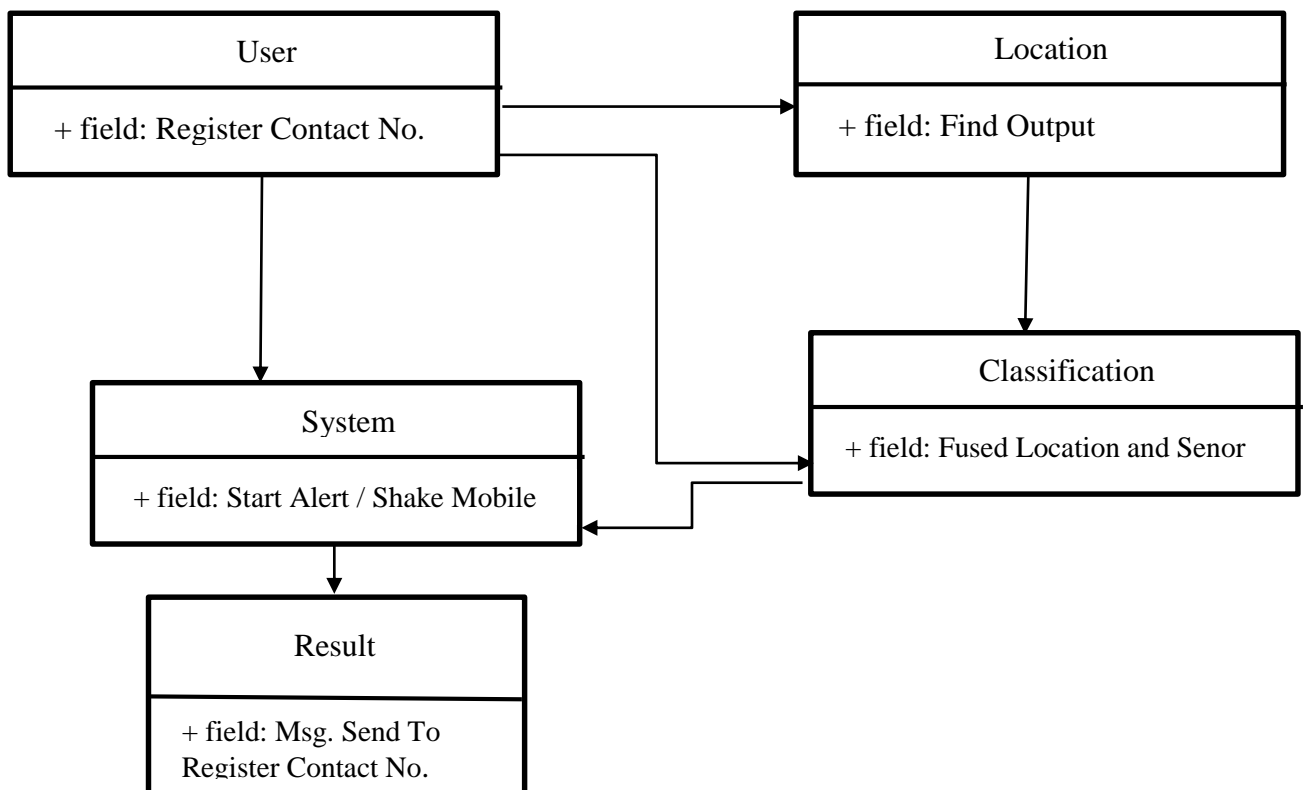 User
+ field: Register Contact No.
Location
+ field: Find Output
Classification
+ field: Fused Location and Senor
System
+ field: Start Alert / Shake Mobile
Result
+ field: Msg. Send To
Register Contact No.